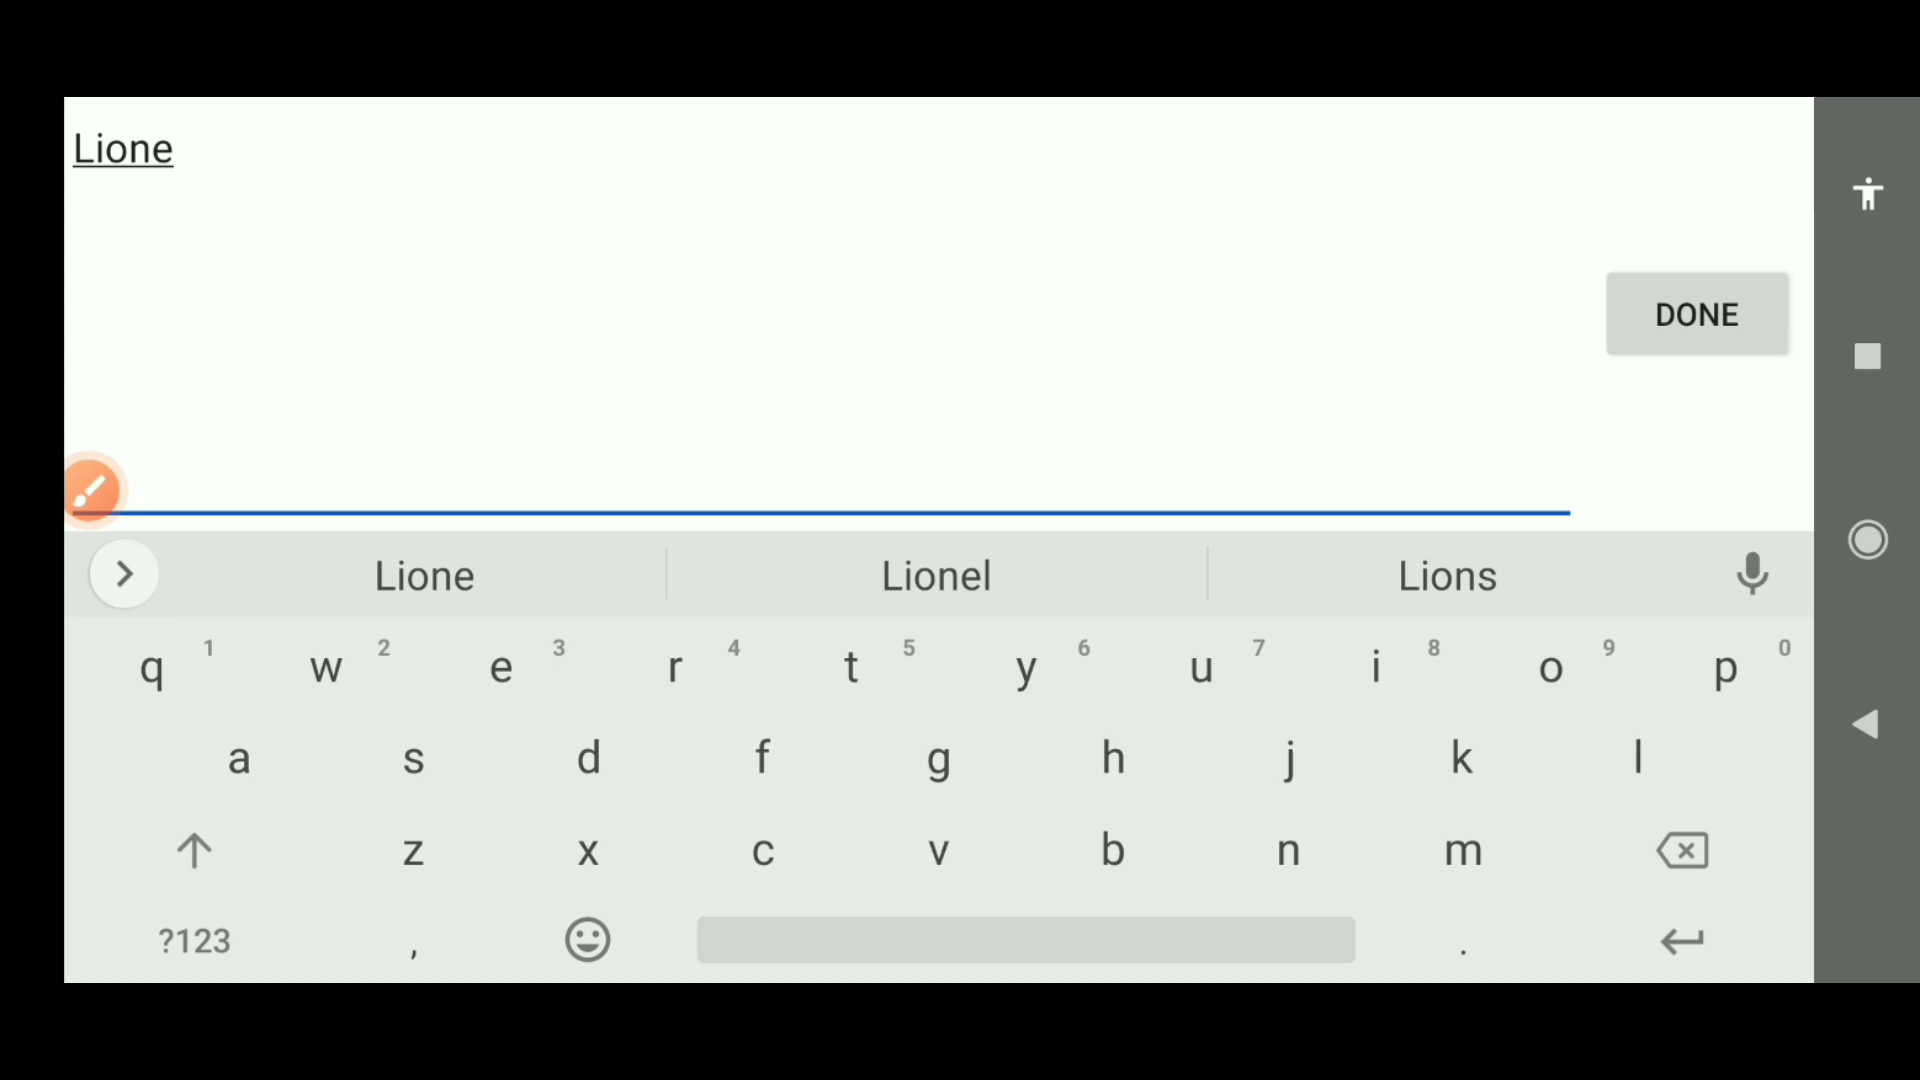 Lione
DONE
Lione Lionel Lions
q 1 w 2 e 3 r 4 t 5 y 6 u 7 i 8 o 9 p 0
a s d f g h j k l
z x c v b n m
?123 , .